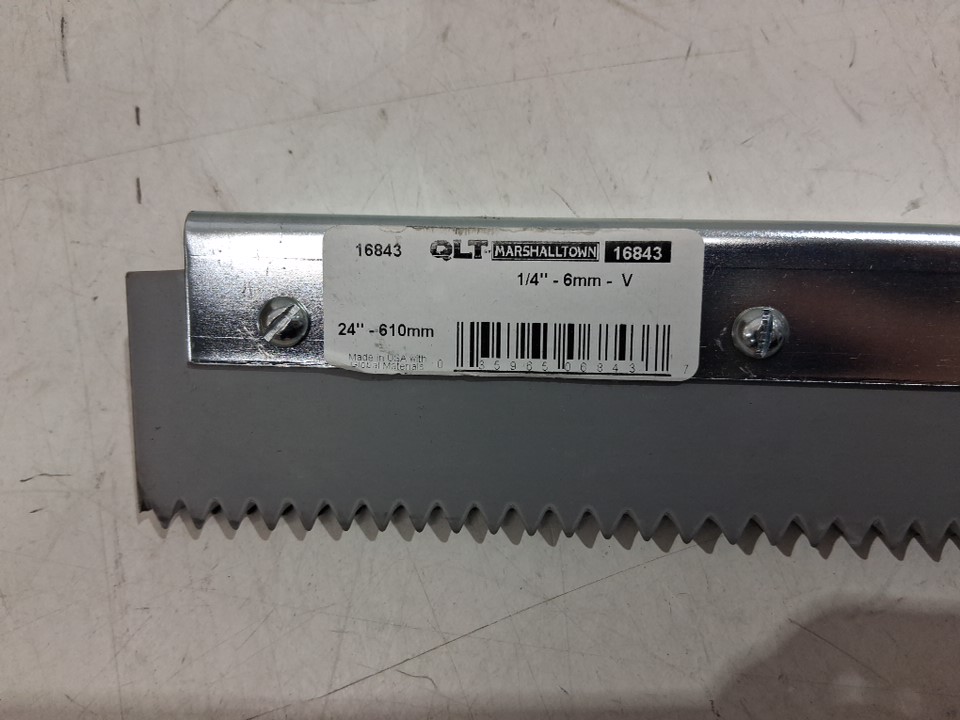 16843 QLT MARSHALLTOWN 16843
1/4" - 6mm - V
24" - 610mm
Made in USA with
Global Materials
0 35965 06843 7